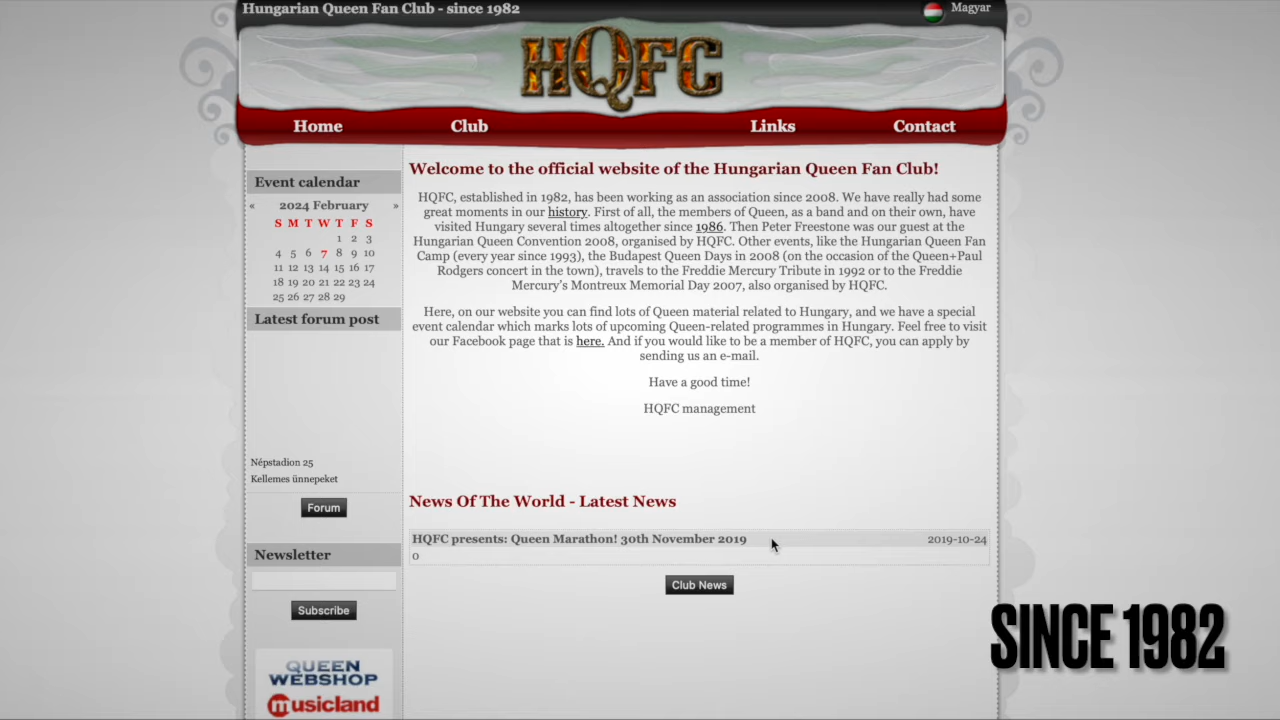 Hungarian Queen Fan Club - since 1982
Magyar
HQFC
Home
Club
Links
Contact
Event calendar
« 2024 February »
S M T W T F S
1 2 3
4 5 6 7 8 9 10
11 12 13 14 15 16 17
18 19 20 21 22 23 24
25 26 27 28 29
Latest forum post
Népstadion 25
Kellemes ünnepeket
Forum
Newsletter
Subscribe
QUEEN
WEBSHOP
musicland
Welcome to the official website of the Hungarian Queen Fan Club!
HQFC, established in 1982, has been working as an association since 2008. We have really had some
great moments in our history. First of all, the members of Queen, as a band and on their own, have
visited Hungary several times altogether since 1986. Then Peter Freestone was our guest at the
Hungarian Queen Convention 2008, organised by HQFC. Other events, like the Hungarian Queen Fan
Camp (every year since 1993), the Budapest Queen Days in 2008 (on the occasion of the Queen+Paul
Rodgers concert in the town), travels to the Freddie Mercury Tribute in 1992 or to the Freddie
Mercury's Montreux Memorial Day 2007, also organised by HQFC.
Here, on our website you can find lots of Queen material related to Hungary, and we have a special
event calendar which marks lots of upcoming Queen-related programmes in Hungary. Feel free to visit
our Facebook page that is here. And if you would like to be a member of HQFC, you can apply by
sending us an e-mail.
Have a good time!
HQFC management
News Of The World - Latest News
HQFC presents: Queen Marathon! 30th November 2019
2019-10-24
0
Club News
SINCE 1982